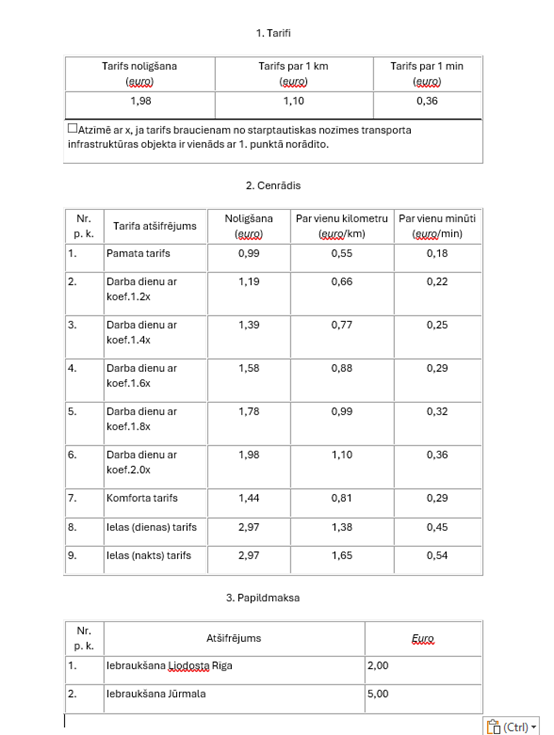 1. Tarifi
Tarifs nolīgšana
(euro)
Tarifs par 1 km
(euro)
Tarifs par 1 min
(euro)
1,98
1,10
0,36
☐Atzīmē ar x, ja tarifs braucienam no starptautiskas nozīmes transporta
infrastruktūras objekta ir vienāds ar 1. punktā norādīto.
2. Cenrādis
Nr.
p. k.
Tarifa atšifrējums
Nolīgšana
(euro)
Par vienu kilometru
(euro/km)
Par vienu minūti
(euro/min)
1.
Pamata tarifs
0,99
0,55
0,18
2.
Darba dienu ar
koef.1.2x
1,19
0,66
0,22
3.
Darba dienu ar
koef.1.4x
1,39
0,77
0,25
4.
Darba dienu ar
koef.1.6x
1,58
0,88
0,29
5.
Darba dienu ar
koef.1.8x
1,78
0,99
0,32
6.
Darba dienu ar
koef.2.0x
1,98
1,10
0,36
7.
Komforta tarifs
1,44
0,81
0,29
8.
Ielas (dienas) tarifs
2,97
1,38
0,45
9.
Ielas (nakts) tarifs
2,97
1,65
0,54
3. Papildmaksa
Nr.
p. k.
Atšifrējums
Euro
1.
Iebraukšana Liodosta Riga
2,00
2.
Iebraukšana Jūrmala
5,00
(Ctrl)